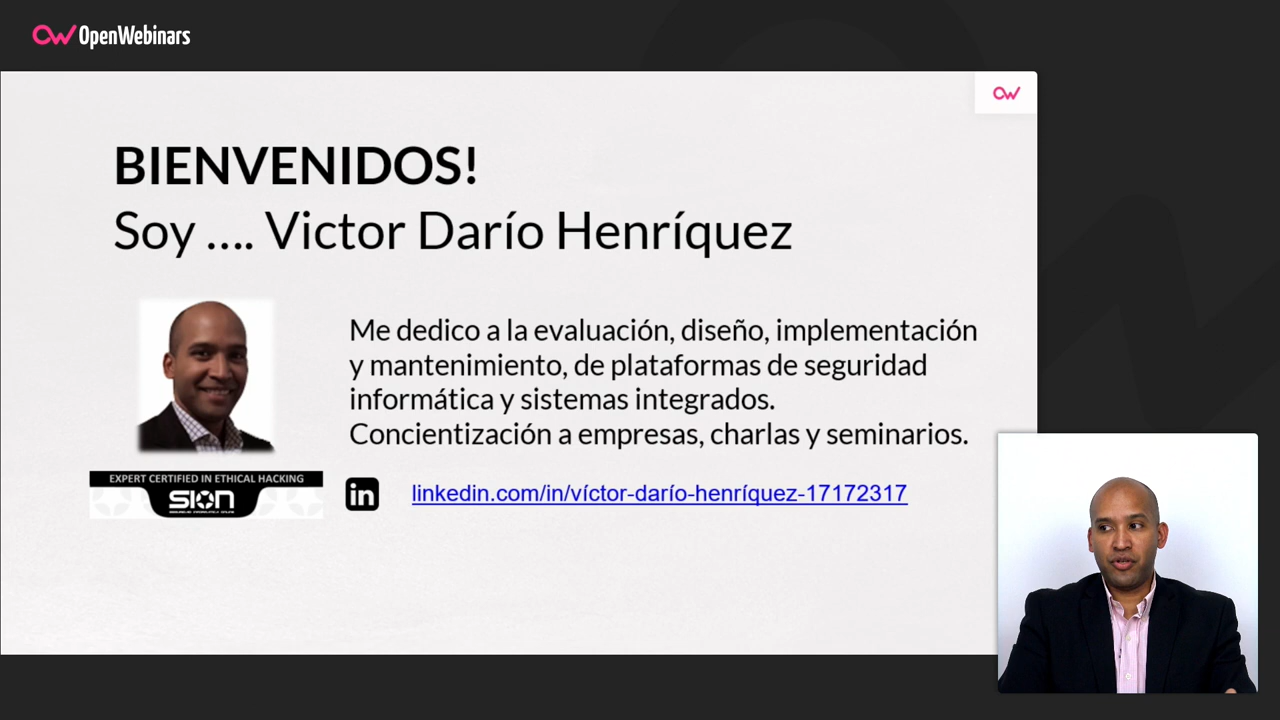 OpenWebinars
BIENVENIDOS!
Soy .... Victor Darío Henríquez
Me dedico a la evaluación, diseño, implementación
y mantenimiento, de plataformas de seguridad
informática y sistemas integrados.
Concientización a empresas, charlas y seminarios.
EXPERT CERTIFIED IN ETHICAL HACKING
SION
in
linkedin.com/in/víctor-darío-henríquez-17172317